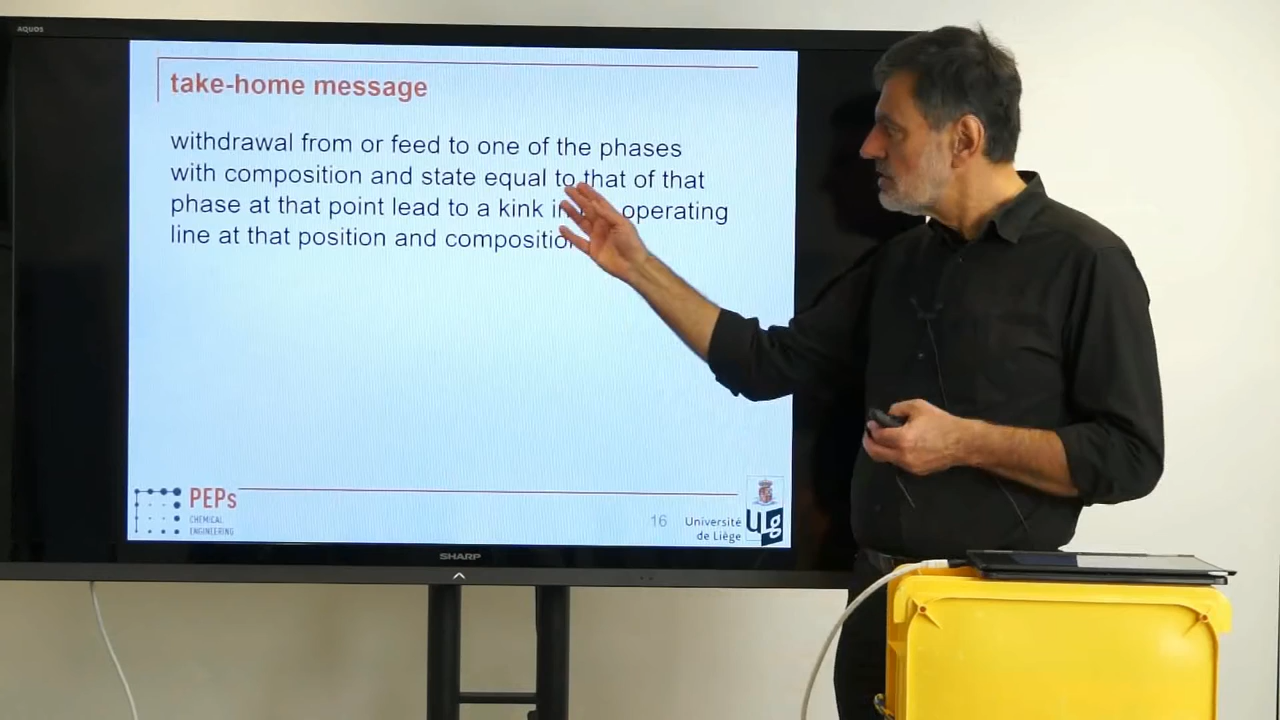 AQUOS
take-home message
withdrawal from or feed to one of the phases
with composition and state equal to that of that
phase at that point lead to a kink in operating
line at that position and composition
PEPs
CHEMICAL
ENGINEERING
16
Université
de Liège
ulg
SHARP